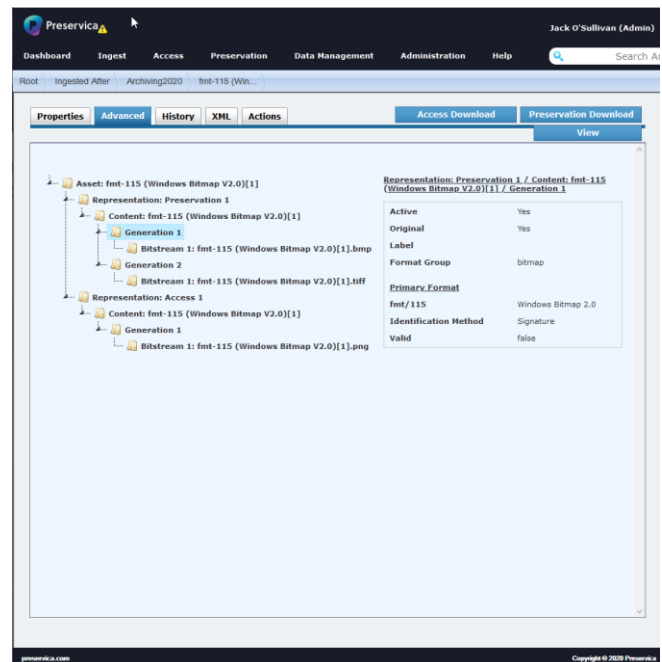 Preservica
Jack O'Sullivan (Admin)
Dashboard Ingest Access Preservation Data Management Administration Help Search Ar
Root Ingested After Archiving2020 fmt-115 (Win...
Properties Advanced History XML Actions Access Download Preservation Download
View
Asset: fmt-115 (Windows Bitmap V2.0)[1]
Representation: Preservation 1
Content: fmt-115 (Windows Bitmap V2.0)[1]
Generation 1
Bitstream 1: fmt-115 (Windows Bitmap V2.0)[1].bmp
Generation 2
Bitstream 1: fmt-115 (Windows Bitmap V2.0)[1].tiff
Representation: Access 1
Content: fmt-115 (Windows Bitmap V2.0)[1]
Generation 1
Bitstream 1: fmt-115 (Windows Bitmap V2.0)[1].png
Representation: Preservation 1 / Content: fmt-115
(Windows Bitmap V2.0)[1] / Generation 1
Active Yes
Original Yes
Label
Format Group bitmap
Primary Format
fmt/115 Windows Bitmap 2.0
Identification Method Signature
Valid false
preservica.com Copyright © 2020 Preservica